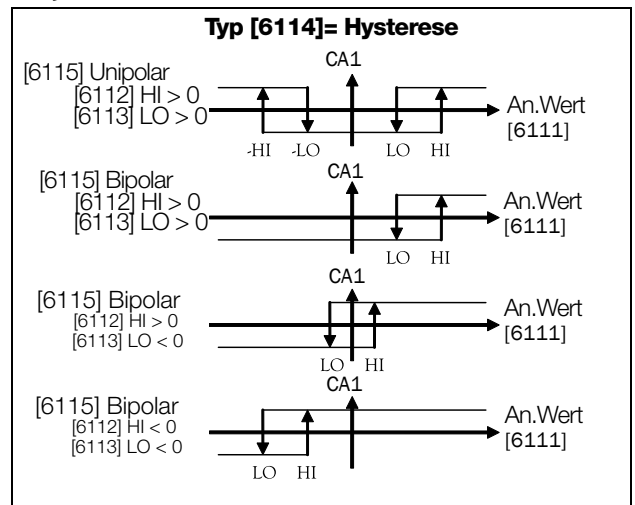 Typ [6114]= Hysterese
CA1
[6115] Unipolar
[6112] HI > 0
[6113] LO > 0
An.Wert
[6111]
-HI -LO LO HI
CA1
[6115] Bipolar
[6112] HI > 0
[6113] LO > 0
An.Wert
[6111]
LO HI
CA1
[6115] Bipolar
[6112] HI > 0
[6113] LO < 0
An.Wert
[6111]
LO HI
CA1
[6115] Bipolar
[6112] HI < 0
[6113] LO < 0
An.Wert
[6111]
LO HI